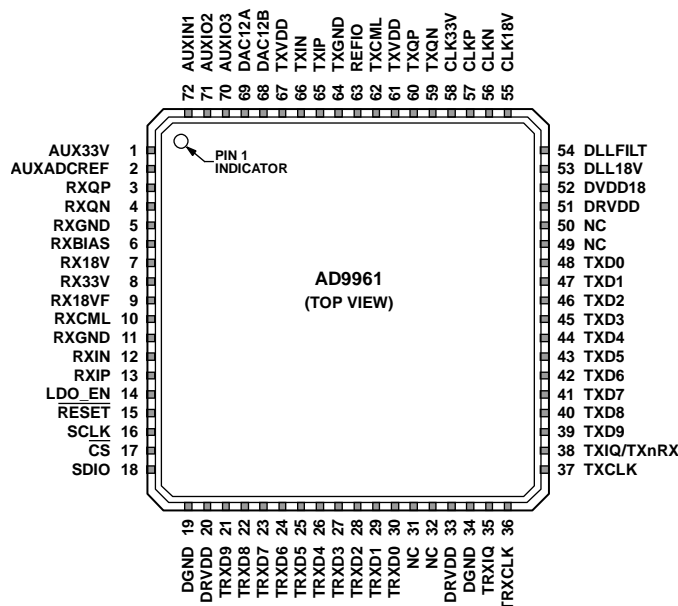 72 AUXIN1
71 AUXIO2
70 AUXIO3
69 DAC12A
68 DAC12B
67 TXVDD
66 TXIN
65 TXIP
64 TXGND
63 REFIO
62 TXCML
61 TXVDD
60 TXQP
59 TXQN
58 CLK33V
57 CLKP
56 CLKN
55 CLK18V
AUX33V 1
AUXADCREF 2
RXQP 3
RXQN 4
RXGND 5
RXBIAS 6
RX18V 7
RX33V 8
RX18VF 9
RXCML 10
RXGND 11
RXIN 12
RXIP 13
LDO_EN 14
RESET 15
SCLK 16
CS 17
SDIO 18
PIN 1
INDICATOR
AD9961
(TOP VIEW)
54 DLLFILT
53 DLL18V
52 DVDD18
51 DRVDD
50 NC
49 NC
48 TXD0
47 TXD1
46 TXD2
45 TXD3
44 TXD4
43 TXD5
42 TXD6
41 TXD7
40 TXD8
39 TXD9
38 TXIQ/TXnRX
37 TXCLK
DGND 19
DRVDD 20
TRXD9 21
TRXD8 22
TRXD7 23
TRXD6 24
TRXD5 25
TRXD4 26
TRXD3 27
TRXD2 28
TRXD1 29
TRXD0 30
NC 31
NC 32
DRVDD 33
DGND 34
TRXIQ 35
TRXCLK 36